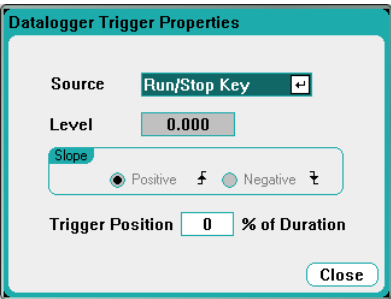 Datalogger Trigger Properties
Source Run/Stop Key
Level 0.000
Slope
Positive Negative
Trigger Position 0 % of Duration
Close